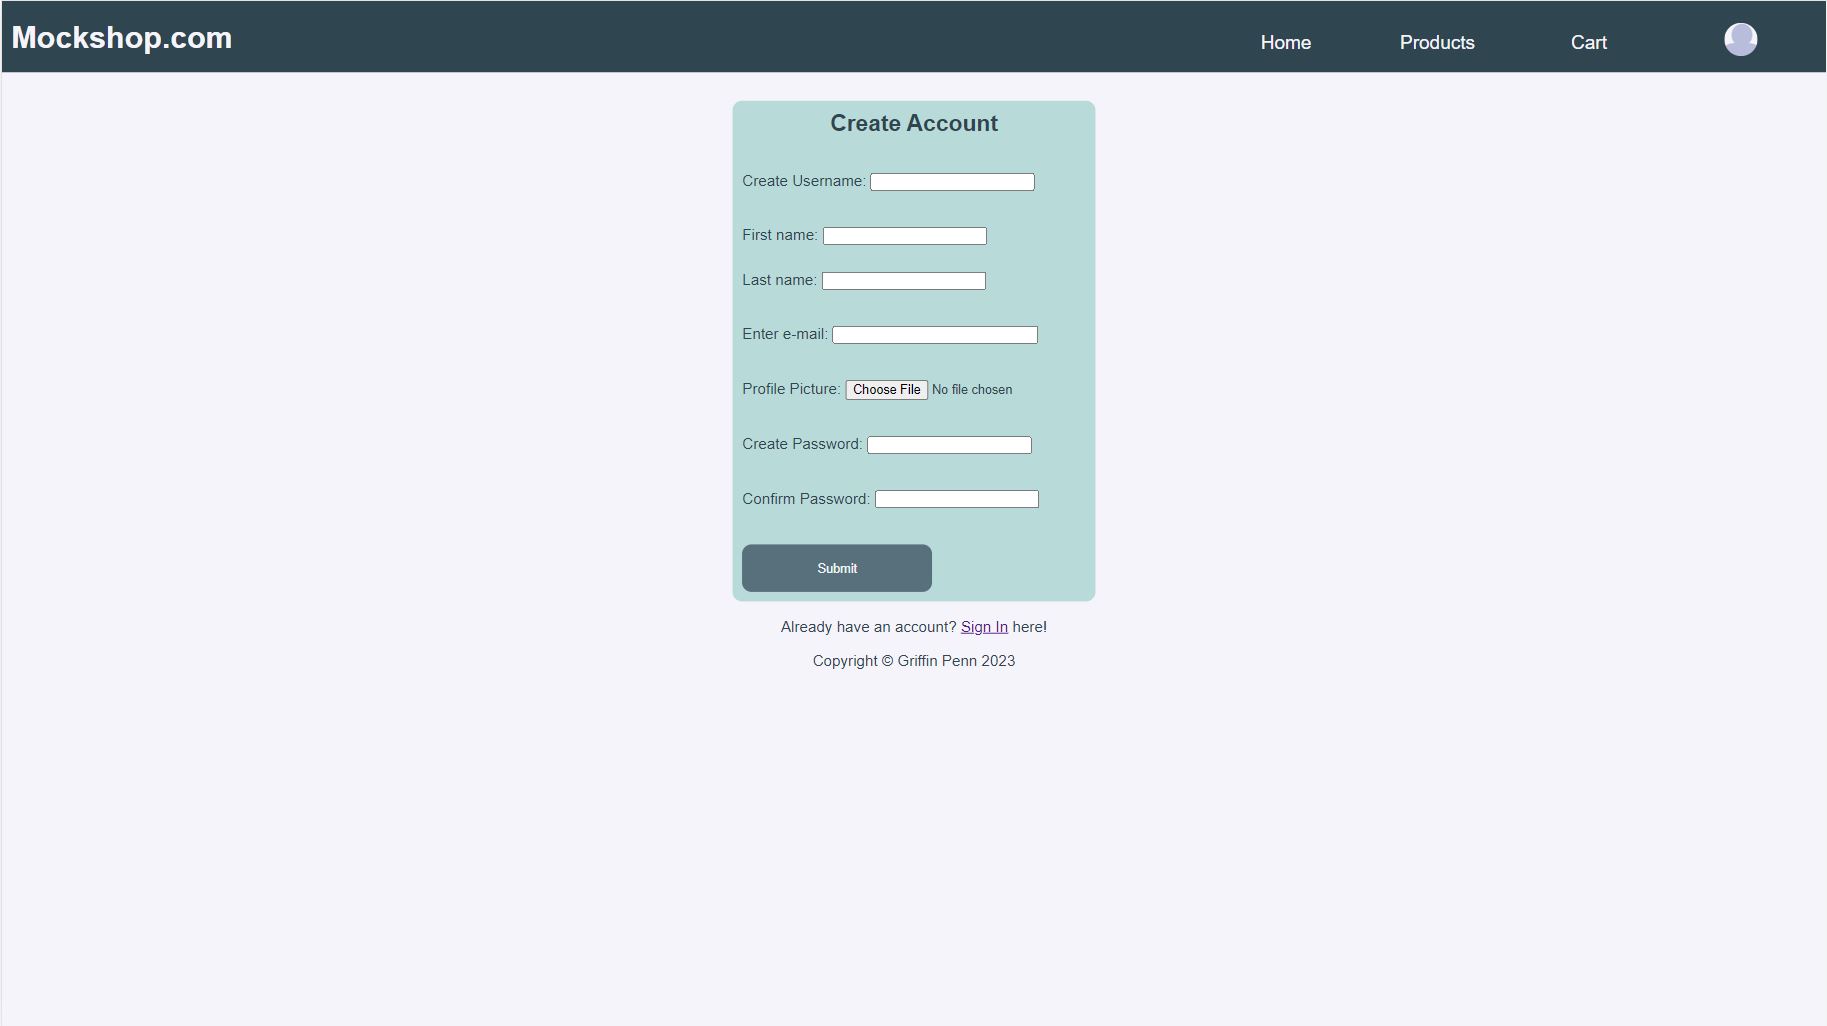 Mockshop.com
Home Products Cart
Create Account
Create Username:
First name:
Last name:
Enter e-mail:
Profile Picture: Choose File No file chosen
Create Password:
Confirm Password:
Submit
Already have an account? Sign In here!
Copyright © Griffin Penn 2023